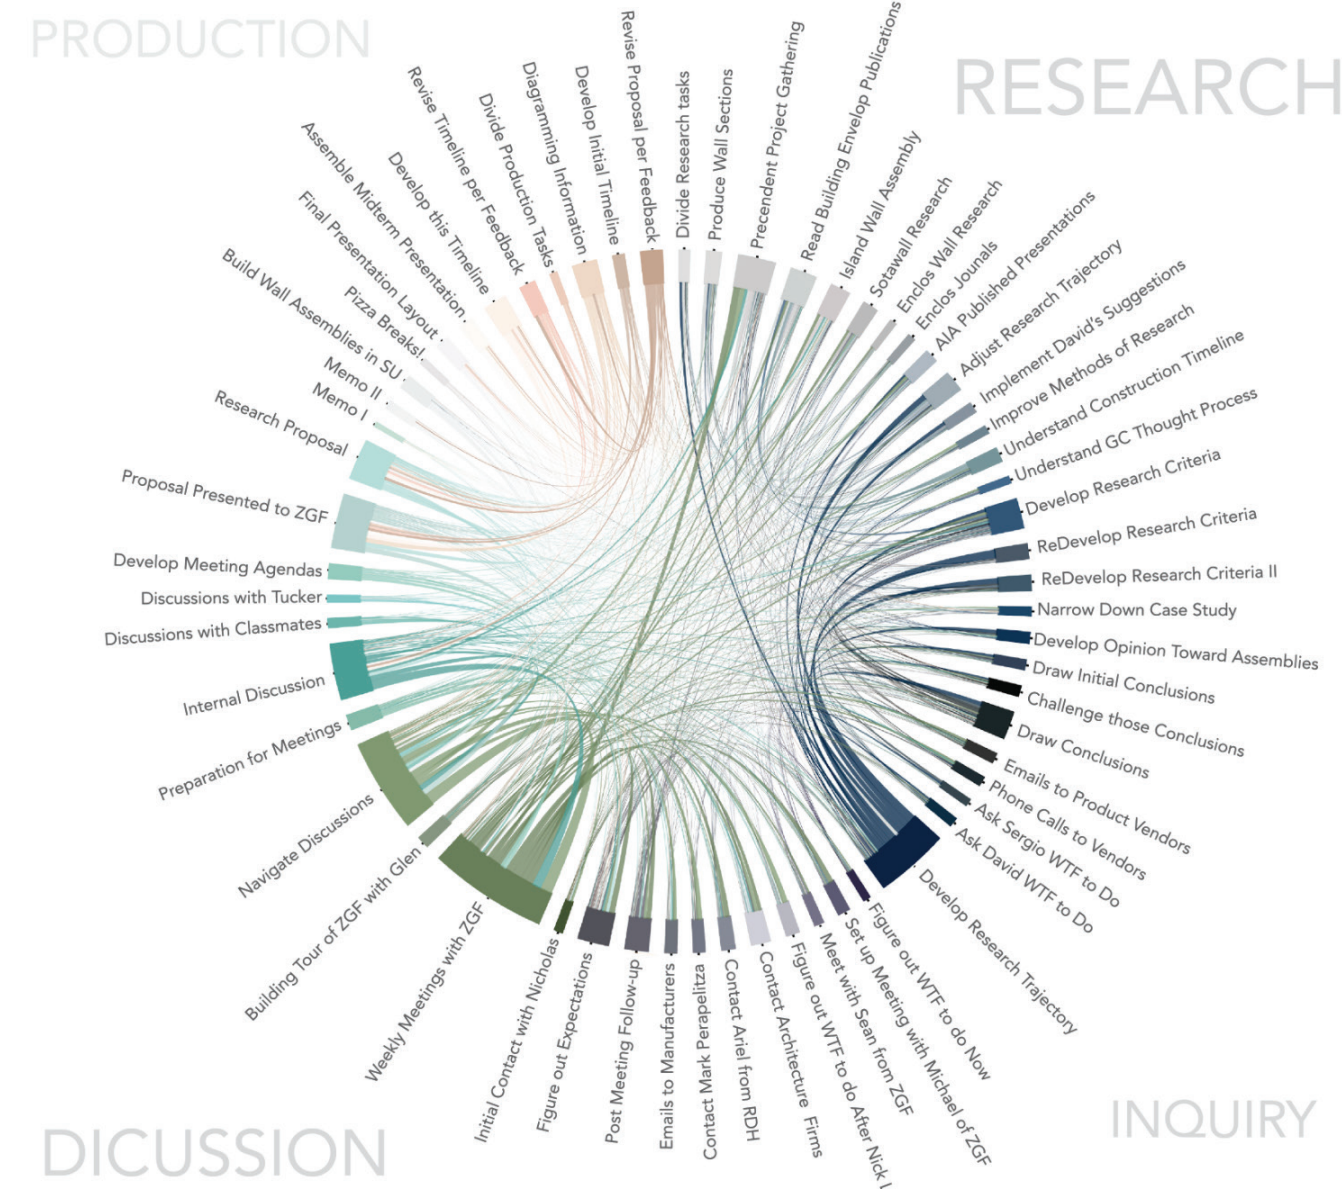 PRODUCTION
RESEARCH
Divide Research tasks
Produce Wall Sections
Precendent Project Gathering
Read Building Envelop Publications
Island Wall Assembly
Sotawall Research
Enclos Wall Research
Enclos Jounals
AIA Published Presentations
Adjust Research Trajectory
Implement David's Suggestions
Improve Methods of Research
Understand Construction Timeline
Understand GC Thought Process
Develop Research Criteria
ReDevelop Research Criteria
ReDevelop Research Criteria II
Narrow Down Case Study
Develop Opinion Toward Assemblies
Draw Initial Conclusions
Challenge those Conclusions
Draw Conclusions
Emails to Product Vendors
Phone Calls to Vendors
Ask Sergio WTF to Do
Ask David WTF to Do
Develop Research Trajectory
Figure out WTF to do Now
Set up Meeting with Michael of ZGF
Meet with Sean from ZGF
Figure out WTF to do After Nick I
Contact Architecture Firms
Contact Ariel from RDH
Contact Mark Perapelitza
Emails to Manufacturers
Post Meeting Follow-up
Figure out Expectations
Initial Contact with Nicholas
Weekly Meetings with ZGF
Building Tour of ZGF with Glen
Navigate Discussions
Preparation for Meetings
Internal Discussion
Discussions with Classmates
Discussions with Tucker
Develop Meeting Agendas
Proposal Presented to ZGF
Research Proposal
Memo I
Memo II
Build Wall Assemblies in SU
Pizza Breaks!
Final Presentation Layout
Assemble Midterm Presentation
Develop this Timeline
Revise Timeline per Feedback
Divide Production Tasks
Diagramming Information
Develop Initial Timeline
Revise Proposal per Feedback
DICUSSION
INQUIRY